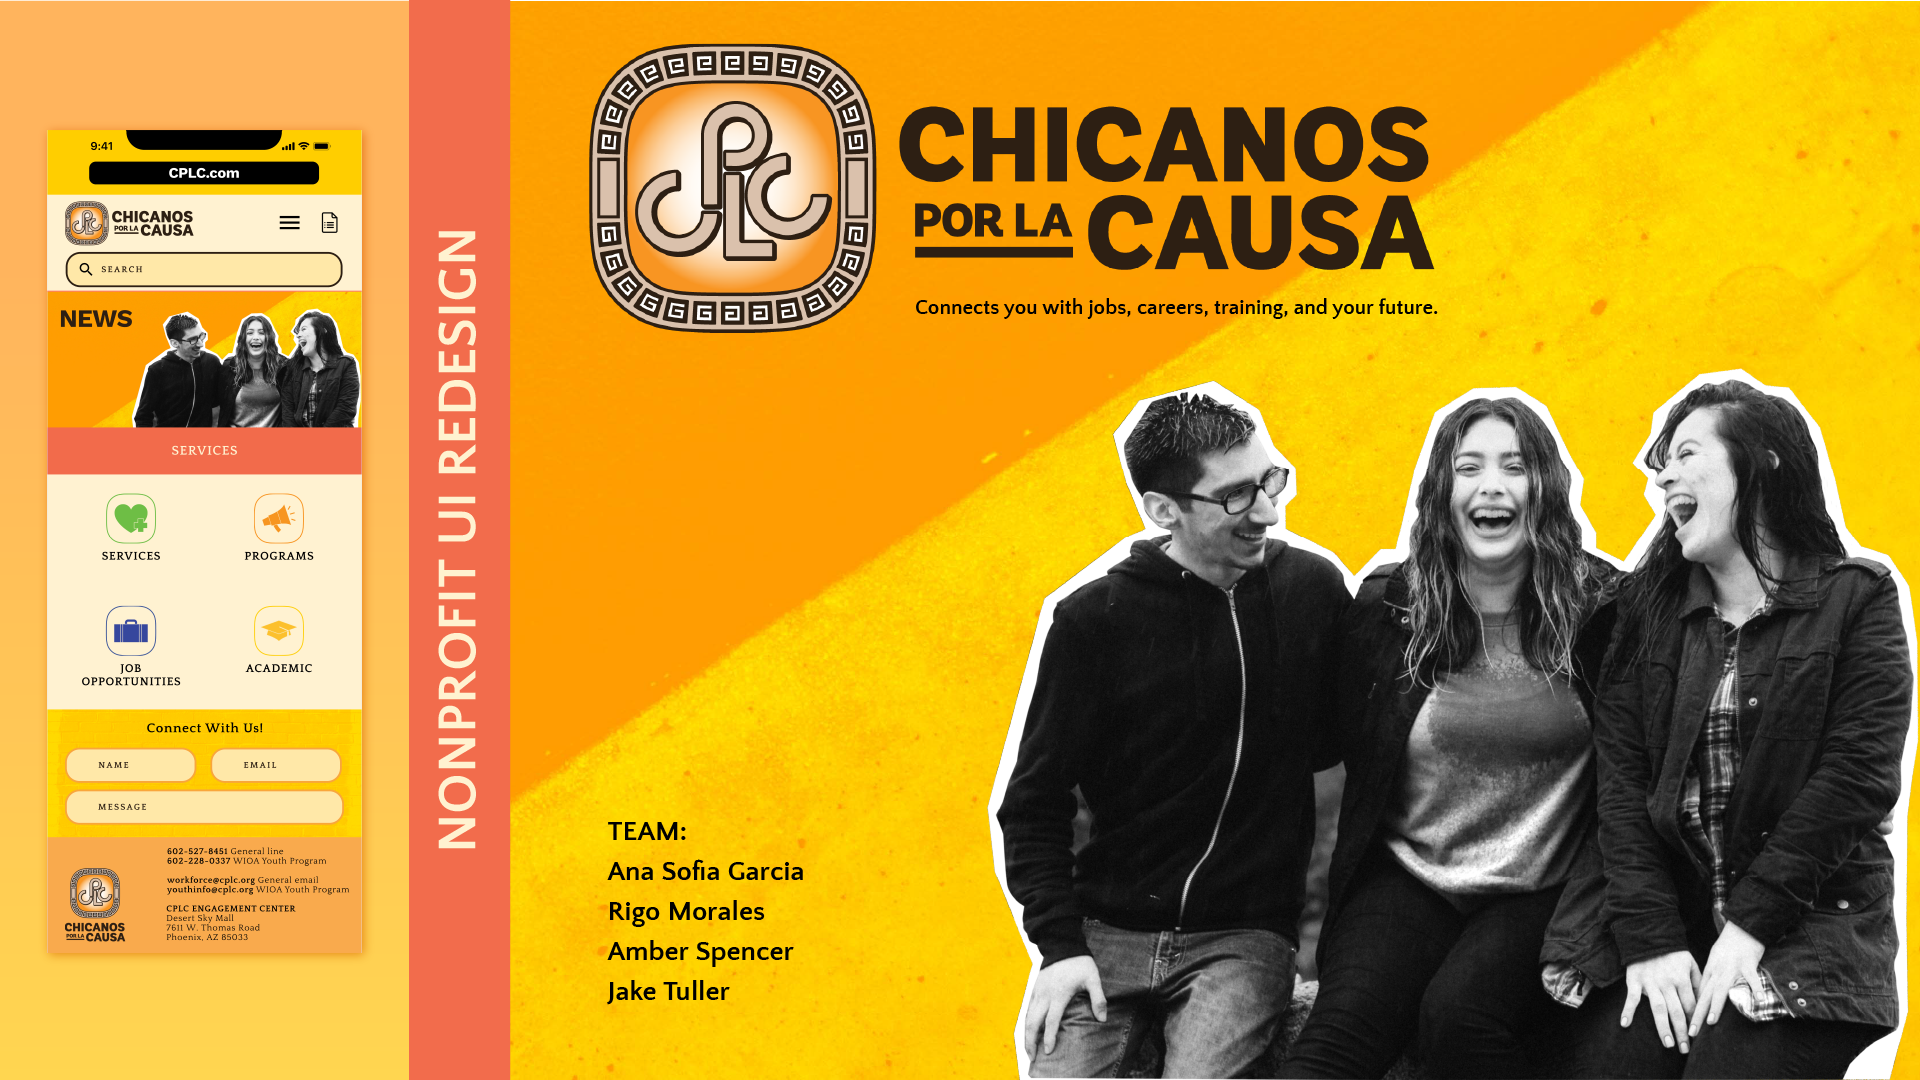 9:41
CPLC.com
CPLC
CHICANOS
POR LA CAUSA
SEARCH
NEWS
SERVICES
SERVICES
PROGRAMS
JOB
OPPORTUNITIES
ACADEMIC
Connect With Us!
NAME
EMAIL
MESSAGE
602-527-8451 General line
602-228-0337 WIOA Youth Program
workforce@cplc.org General email
youthinfo@cplc.org WIOA Youth Program
CPLC ENGAGEMENT CENTER
Desert Sky Mall
7611 W. Thomas Road
Phoenix, AZ 85033
CPLC
CHICANOS
POR LA CAUSA
NONPROFIT UI REDESIGN
CPLC
CHICANOS
POR LA CAUSA
Connects you with jobs, careers, training, and your future.
TEAM:
Ana Sofia Garcia
Rigo Morales
Amber Spencer
Jake Tuller